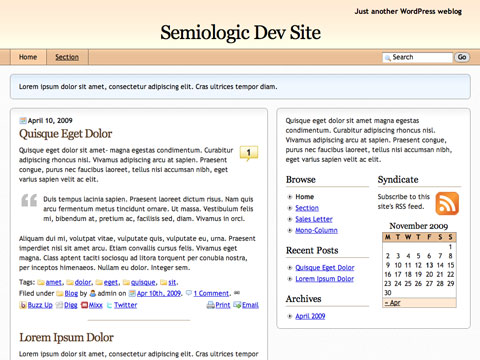 Just another WordPress weblog
Semiologic Dev Site
Home Section
Search Go
Lorem ipsum dolor sit amet, consectetur adipiscing elit. Cras ultrices tempor diam.
April 10, 2009
Quisque Eget Dolor
1
Quisque eget dolor sit amet- magna egestas condimentum. Curabitur
adipiscing rhoncus nisl. Vivamus adipiscing arcu at sapien. Praesent
congue, purus nec faucibus laoreet, tellus nisi accumsan nibh, eget
varius sapien velit ac elit.
Duis tempus lacinia sapien. Praesent laoreet dictum risus. Nam quis
arcu fermentum metus tincidunt ornare. Ut massa. Vestibulum felis
mi, bibendum at, pretium ac, facilisis sed, diam. Vivamus in orci.
Aliquam dui mi, volutpat vitae, vulputate quis, vulputate eu, urna. Praesent
imperdiet nisi sit amet arcu. Etiam convallis cursus felis. Vivamus eget
magna. Class aptent taciti sociosqu ad litora torquent per conubia nostra,
per inceptos himenaeos. Nullam eu dolor. Integer sem.
Tags: amet, dolor, eget, quisque, sit.
Filed under Blog by admin on Apr 10th, 2009. 1 Comment.
Buzz Up Digg Mixx Twitter Print Email
Lorem Ipsum Dolor
Lorem ipsum dolor sit amet, consectetur adipiscing elit. Cras ultrices
Quisque eget dolor sit amet magna egestas
condimentum. Curabitur adipiscing rhoncus nisl.
Vivamus adipiscing arcu at sapien. Praesent
congue, purus nec faucibus laoreet, tellus nisi
accumsan nibh, eget varius sapien velit ac elit.
Browse
Home
Section
Sales Letter
Mono-Column
Recent Posts
Quisque Eget Dolor
Lorem Ipsum Dolor
Archives
April 2009
Syndicate
Subscribe to this
site's RSS feed.
November 2009
M T W T F S S
1
2 3 4 5 6 7 8
9 10 11 12 13 14 15
16 17 18 19 20 21 22
23 24 25 26 27 28 29
30
« Apr